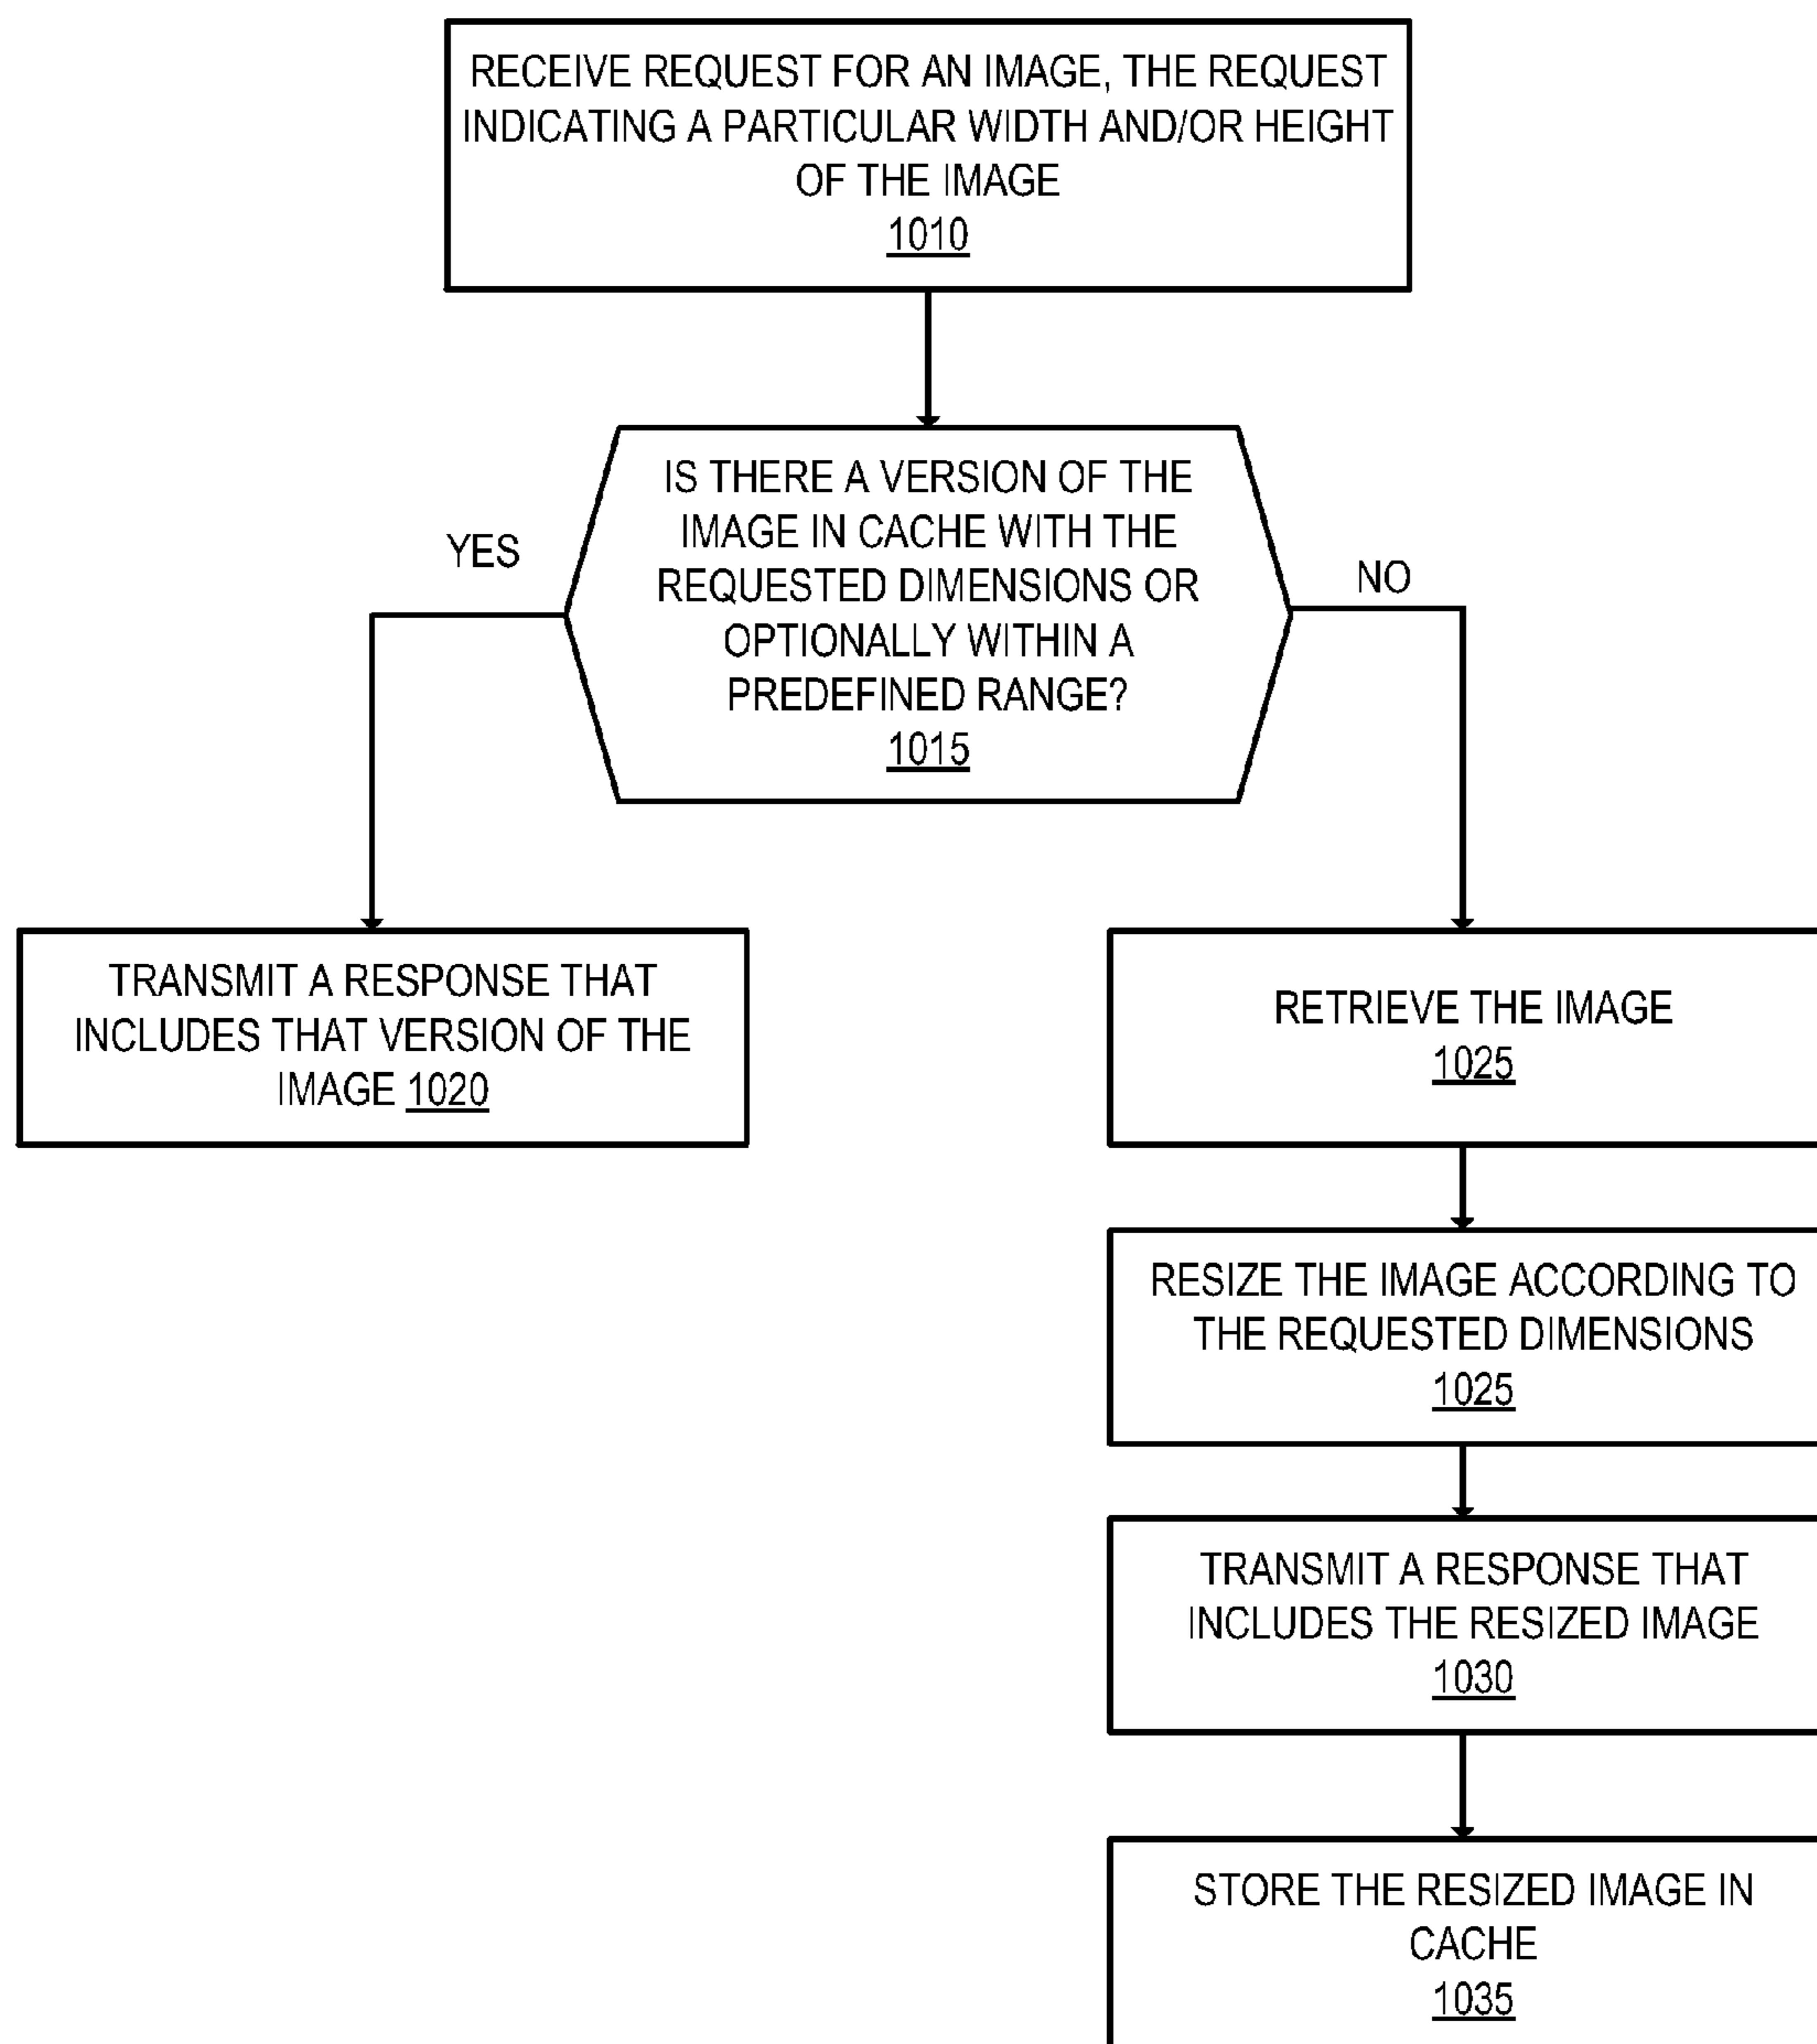 RECEIVE REQUEST FOR AN IMAGE, THE REQUEST
INDICATING A PARTICULAR WIDTH AND/OR HEIGHT
OF THE IMAGE
1010
IS THERE A VERSION OF THE
IMAGE IN CACHE WITH THE
REQUESTED DIMENSIONS OR
OPTIONALLY WITHIN A
PREDEFINED RANGE?
1015
YES
NO
TRANSMIT A RESPONSE THAT
INCLUDES THAT VERSION OF THE
IMAGE 1020
RETRIEVE THE IMAGE
1025
RESIZE THE IMAGE ACCORDING TO
THE REQUESTED DIMENSIONS
1025
TRANSMIT A RESPONSE THAT
INCLUDES THE RESIZED IMAGE
1030
STORE THE RESIZED IMAGE IN
CACHE
1035